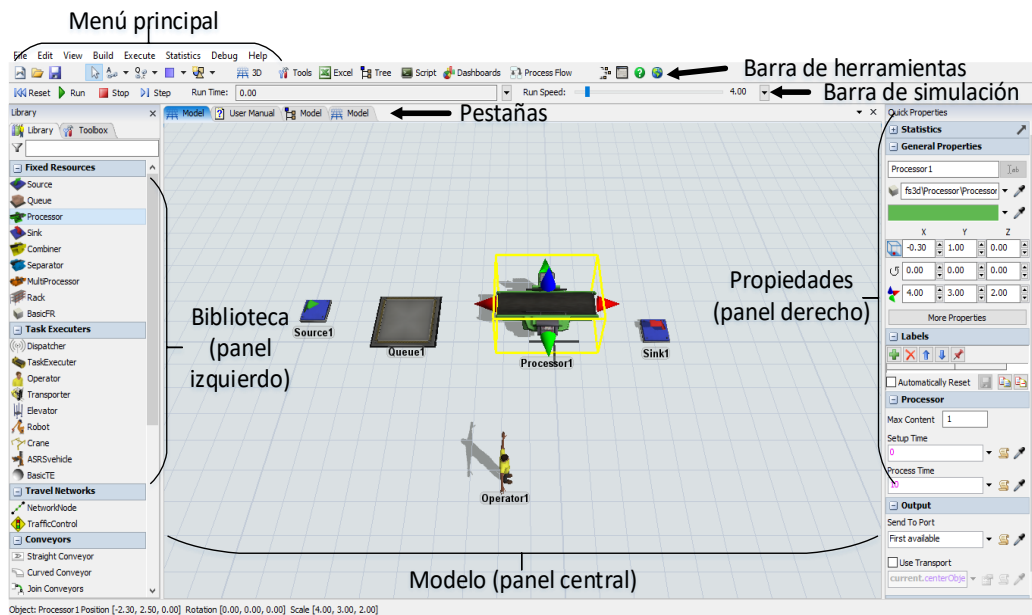 Menú principal
File Edit View Build Execute Statistics Debug Help
3D Tools Excel Tree Script Dashboards Process Flow
Barra de herramientas
Reset Run Stop Step Run Time: 0.00 Run Speed: 4.00
Barra de simulación
Library
Model User Manual Model Model
Pestañas
Quick Properties
Library Toolbox
Statistics
General Properties
Fixed Resources
Source
Queue
Processor
Sink
Combiner
Separator
MultiProcessor
Rack
BasicFR
Task Executers
Dispatcher
TaskExecuter
Operator
Transporter
Elevator
Robot
Crane
ASRSvehicle
BasicTE
Travel Networks
NetworkNode
TrafficControl
Conveyors
Straight Conveyor
Curved Conveyor
Join Conveyors
Biblioteca
(panel
izquierdo)
Source1
Queue1
Processor1
Sink1
Operator1
Modelo (panel central)
Propiedades
(panel derecho)
Processor1
fs3d\Processor\Processor
X Y Z
-0.30 1.00 0.00
0.00 0.00 0.00
4.00 3.00 2.00
More Properties
Labels
Automatically Reset
Processor
Max Content 1
Setup Time
0
Process Time
10
Output
Send To Port
First available
Use Transport
current.centerObje
Object: Processor1 Position [-2.30, 2.50, 0.00] Rotation [0.00, 0.00, 0.00] Scale [4.00, 3.00, 2.00]